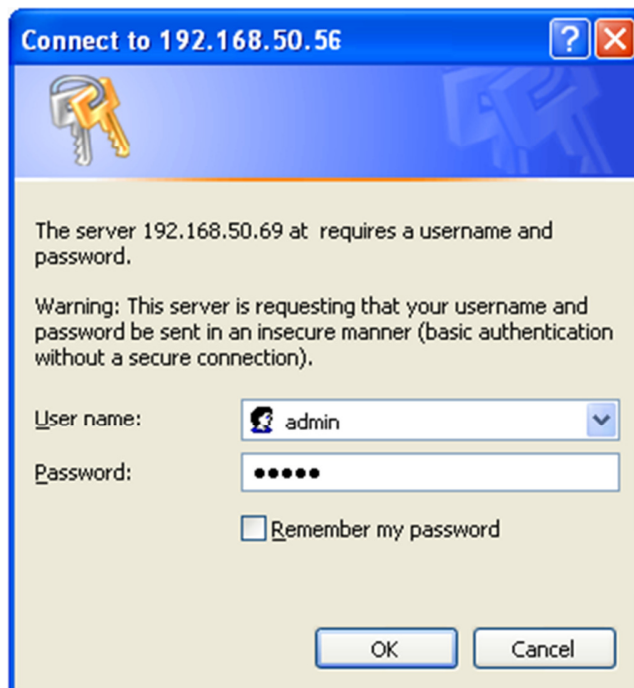 Connect to 192.168.50.56
The server 192.168.50.69 at  requires a username and
password.
Warning: This server is requesting that your username and
password be sent in an insecure manner (basic authentication
without a secure connection).
User name: admin
Password: •••••
Remember my password
OK Cancel